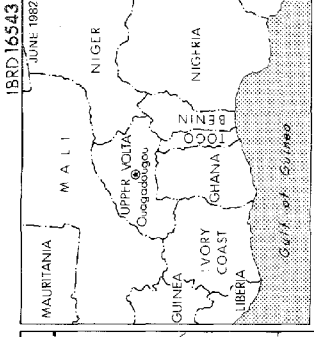 IBRD 16543
JUNE 1982
MAURITANIA
MALI
NIGER
UPPER VOLTA
Ouagadougou
GUINEA
IVORY
COAST
GHANA
TOGO
BENIN
NIGERIA
LIBERIA
Gulf of Guinea